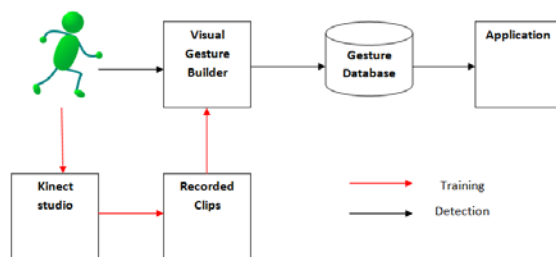 Visual
Gesture
Builder
Gesture
Database
Application
Kinect
studio
Recorded
Clips
Training
Detection